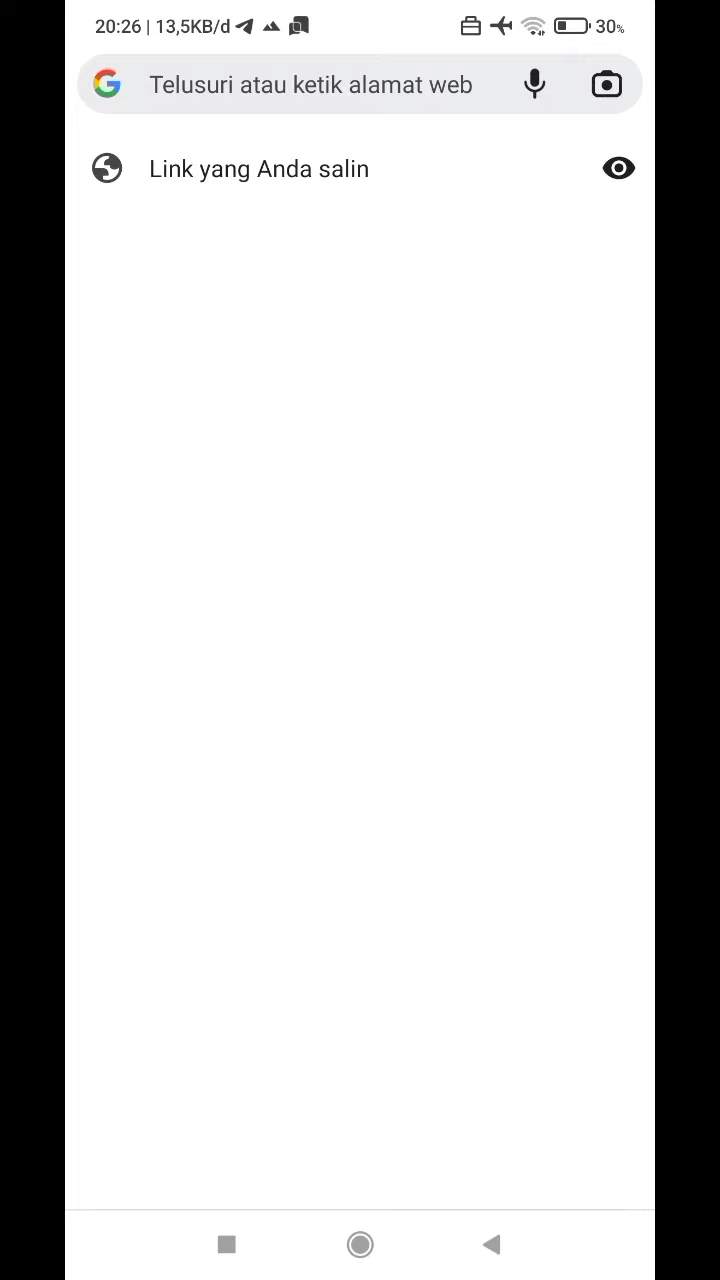 20:26 | 13,5KB/d 30%
Telusuri atau ketik alamat web
Link yang Anda salin